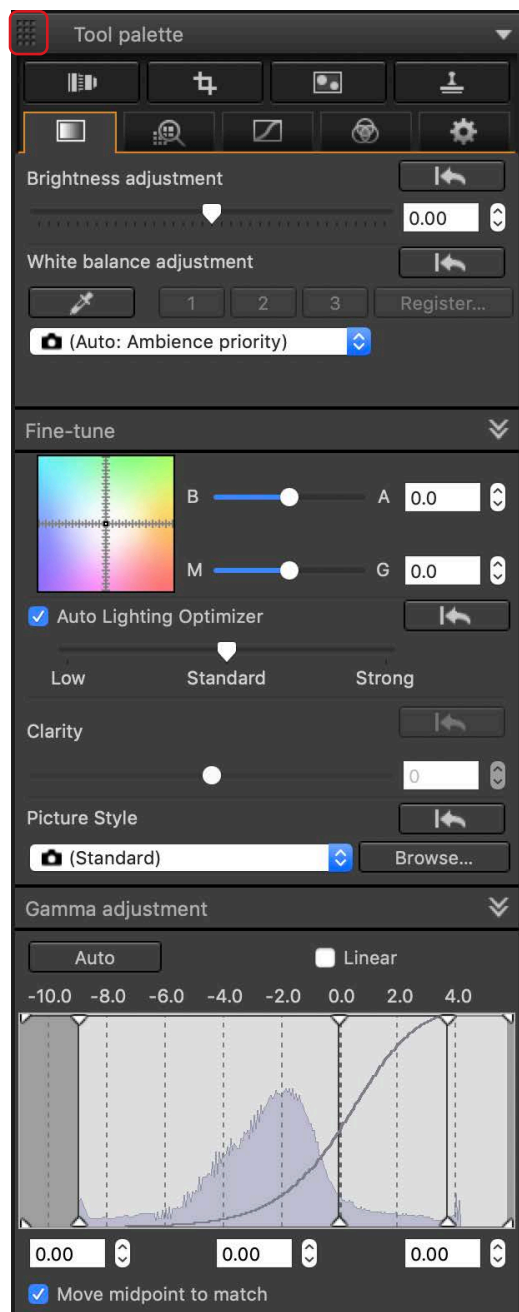 Tool palette
Brightness adjustment
0.00
White balance adjustment
1 2 3 Register...
(Auto: Ambience priority)
Fine-tune
B A 0.0
M G 0.0
Auto Lighting Optimizer
Low Standard Strong
Clarity
0
Picture Style
(Standard) Browse...
Gamma adjustment
Auto Linear
-10.0 -8.0 -6.0 -4.0 -2.0 0.0 2.0 4.0
0.00 0.00 0.00
Move midpoint to match